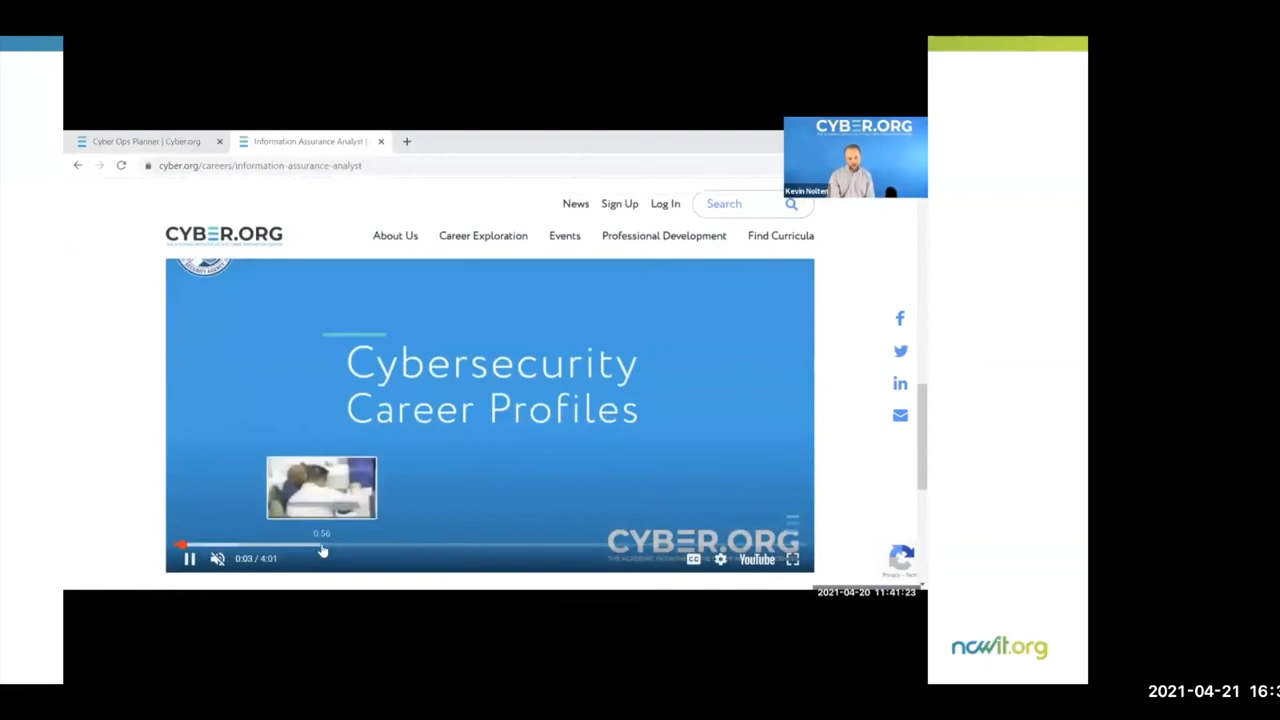 Cyber Ops Planner | Cyber.org
Information Assurance Analyst |
cyber.org/careers/information-assurance-analyst
CYBER.ORG
Kevin Nolten
News Sign Up Log In Search
CYBER.ORG
About Us Career Exploration Events Professional Development Find Curricula
Cybersecurity
Career Profiles
0:56
CYBER.ORG
0:03 / 4:01
CC
YouTube
2021-04-20 11:41:23
ncwit.org
2021-04-21 16:3